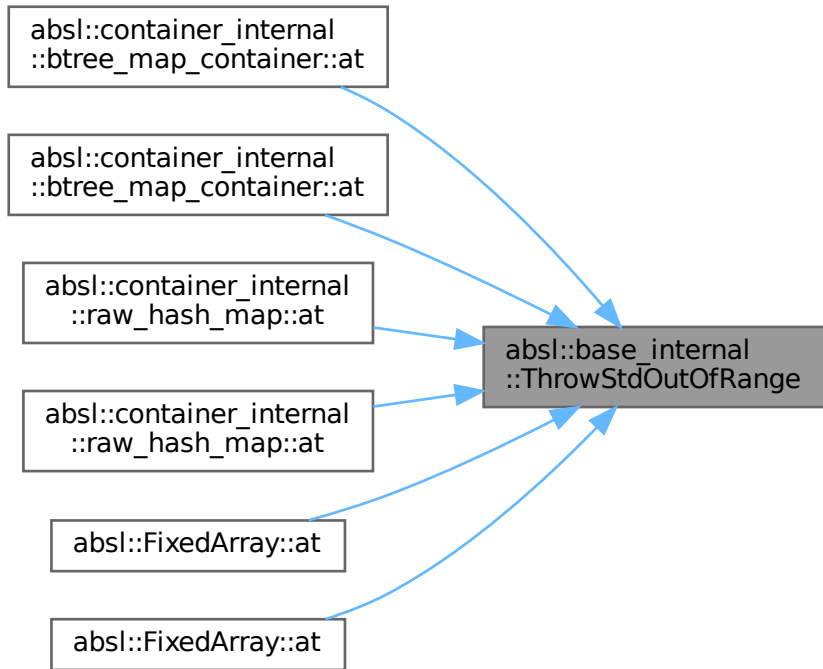 absl::container_internal
::btree_map_container::at
absl::container_internal
::btree_map_container::at
absl::container_internal
::raw_hash_map::at
absl::base_internal
::ThrowStdOutOfRange
absl::container_internal
::raw_hash_map::at
absl::FixedArray::at
absl::FixedArray::at